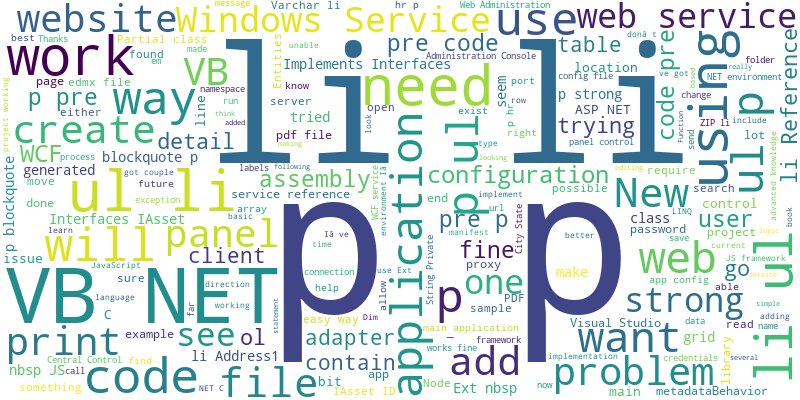 website
Windows Service
Varchar li
hr p
message
Web Administration
use
web service
donâ t
best
Thanks
Partial class
em
found
pre code
Administration Console
table
work
VB
Entities
unable
Implements Interfaces
location
config file
code pre
ve got
folder
made
NET environment
really
page
edmx file
namespace
know
need
port
seem
p strong
using
ul p
li Reference
based
p pre
way
line
run
server
open
exist
row
p hr
ASP NET
change
either
think
added
tried
look
right
trying
panel control
ZIP li
include
project working
create
detail
pdf file
li li
Function
send
lot
WCF
process
blockquote p
application
p ul
type
looking
advanced knowledge
generated
labels
following
assembly
configuration
editing
require
p blockquote
move
got couple
future
service reference
WCF service
environment Iâ
end
implement
possible
New
search
LINQ
book
done
ul li
exception
array
basic
url
pre p
City State
class
control
issue
learn
Interfaces IAsset
Iâ ve
time
String Private
manifest
fine
better
user
password
project
logic
will
panel
client
one
proxy
web
save
current
go
JS framework
service
VB NET
JavaScript
sure
direction
connection
allow
use Ext
p p
make
app config
able
ul
language
C
far
working
help
PDF
sample
strong
read
simple
print
see
ol
example
statement
easy way
Dim
add
main application
works fine
framework
Visual Studio
data
adding
name
want
grid
library
li ul
nbsp JS
call
Central Control
find
li Address1
adapter
contain
app
bit
Node
Ext nbsp
now
problem
implementation
credentials
several
something
code
NET C
file
IAsset ID
main
metadataBehavior